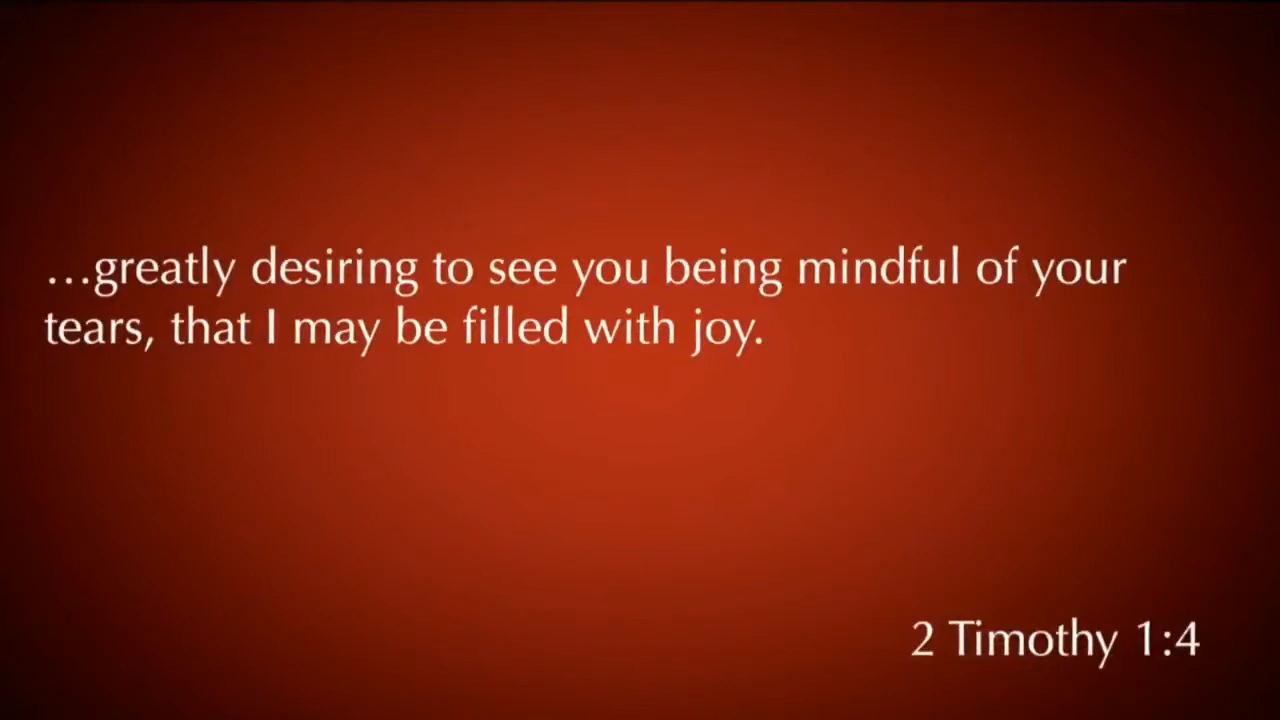 …greatly desiring to see you being mindful of your
tears, that I may be filled with joy.
2 Timothy 1:4